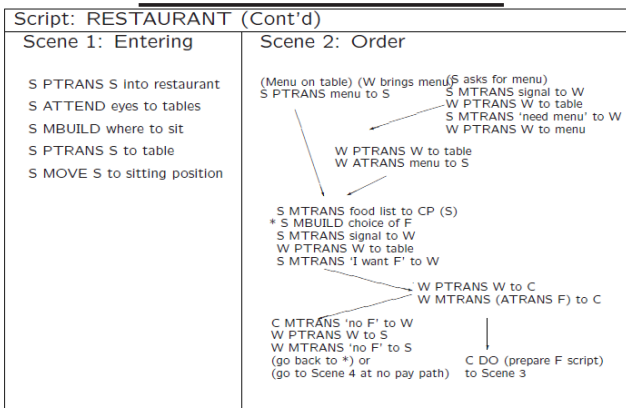 Script: RESTAURANT (Cont'd)
Scene 1: Entering
S PTRANS S into restaurant
S ATTEND eyes to tables
S MBUILD where to sit
S PTRANS S to table
S MOVE S to sitting position
Scene 2: Order
(Menu on table) (W brings menu)
S PTRANS menu to S
(S asks for menu)
S MTRANS signal to W
W PTRANS W to table
S MTRANS 'need menu' to W
W PTRANS W to menu
W PTRANS W to table
W ATRANS menu to S
S MTRANS food list to CP (S)
* S MBUILD choice of F
S MTRANS signal to W
W PTRANS W to table
S MTRANS 'I want F' to W
W PTRANS W to C
W MTRANS (ATRANS F) to C
C MTRANS 'no F' to W
W PTRANS W to S
W MTRANS 'no F' to S
(go back to *) or
(go to Scene 4 at no pay path)
C DO (prepare F script)
to Scene 3